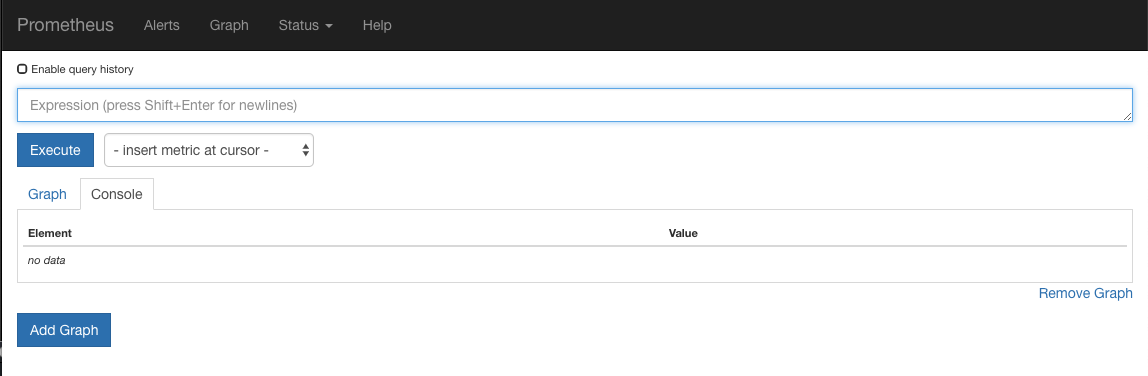 Prometheus Alerts Graph Status Help
Enable query history
Expression (press Shift+Enter for newlines)
Execute - insert metric at cursor -
Graph Console
Element Value
no data
Remove Graph
Add Graph